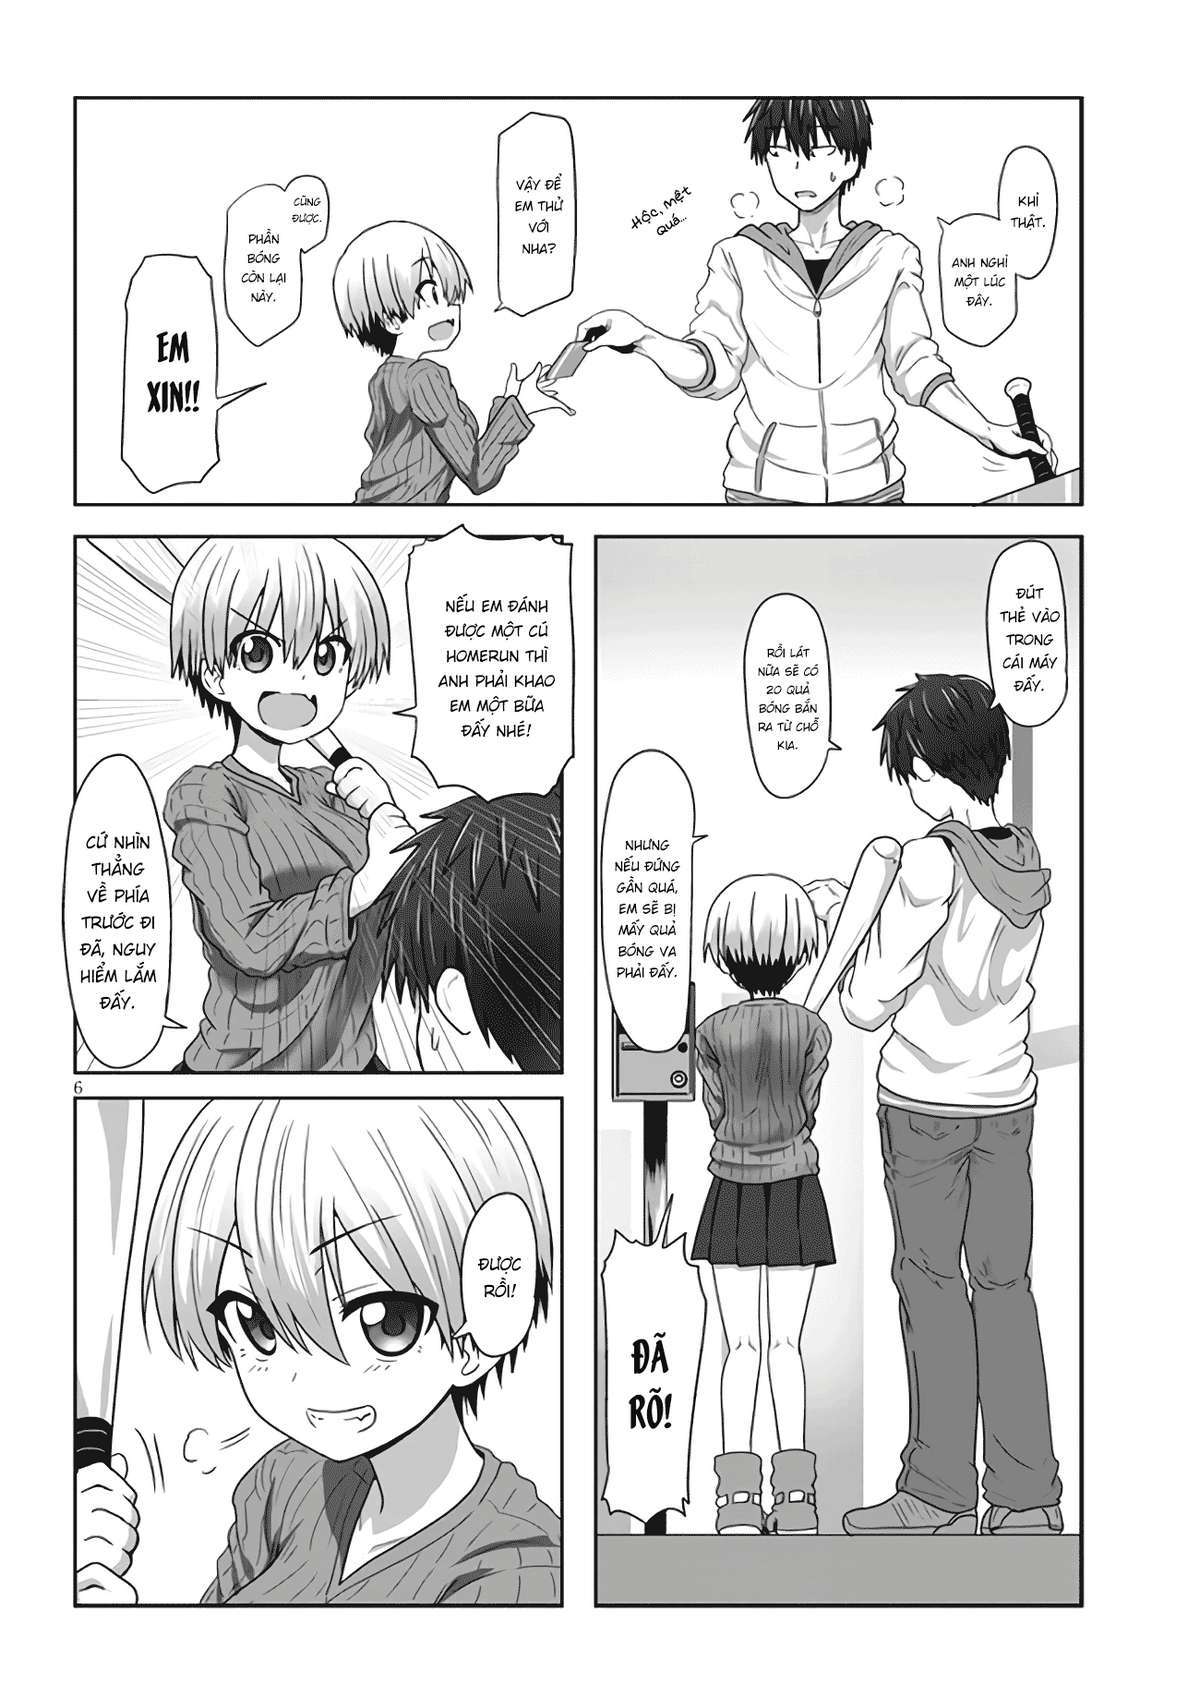 KHỈ
THẬT.
ANH NGHỈ
MỘT LÚC
ĐÂY.
HỘC, MỆT
QUÁ...
VẬY ĐỂ
EM THỬ
VỚI
NHA?
CŨNG
ĐƯỢC.
PHẦN
BÓNG
CÒN LẠI
NÀY.
EM
XIN!!
ĐÚT
THẺ VÀO
TRONG
CÁI MÁY
ĐẤY.
RỒI LÁT
NỮA SẼ CÓ
20 QUẢ
BÓNG BẮN
RA TỪ CHỖ
KIA.
NHƯNG
NẾU ĐỨNG
GẦN QUÁ,
EM SẼ BỊ
MẤY QUẢ
BÓNG VA
PHẢI ĐẤY.
ĐÃ
RÕ!
NẾU EM ĐÁNH
ĐƯỢC MỘT CÚ
HOMERUN THÌ
ANH PHẢI KHAO
EM MỘT BỮA
ĐẤY NHÉ!
CỨ NHÌN
THẲNG
VỀ PHÍA
TRƯỚC ĐI
ĐÃ, NGUY
HIỂM LẮM
ĐẤY.
6
ĐƯỢC
RỒI!